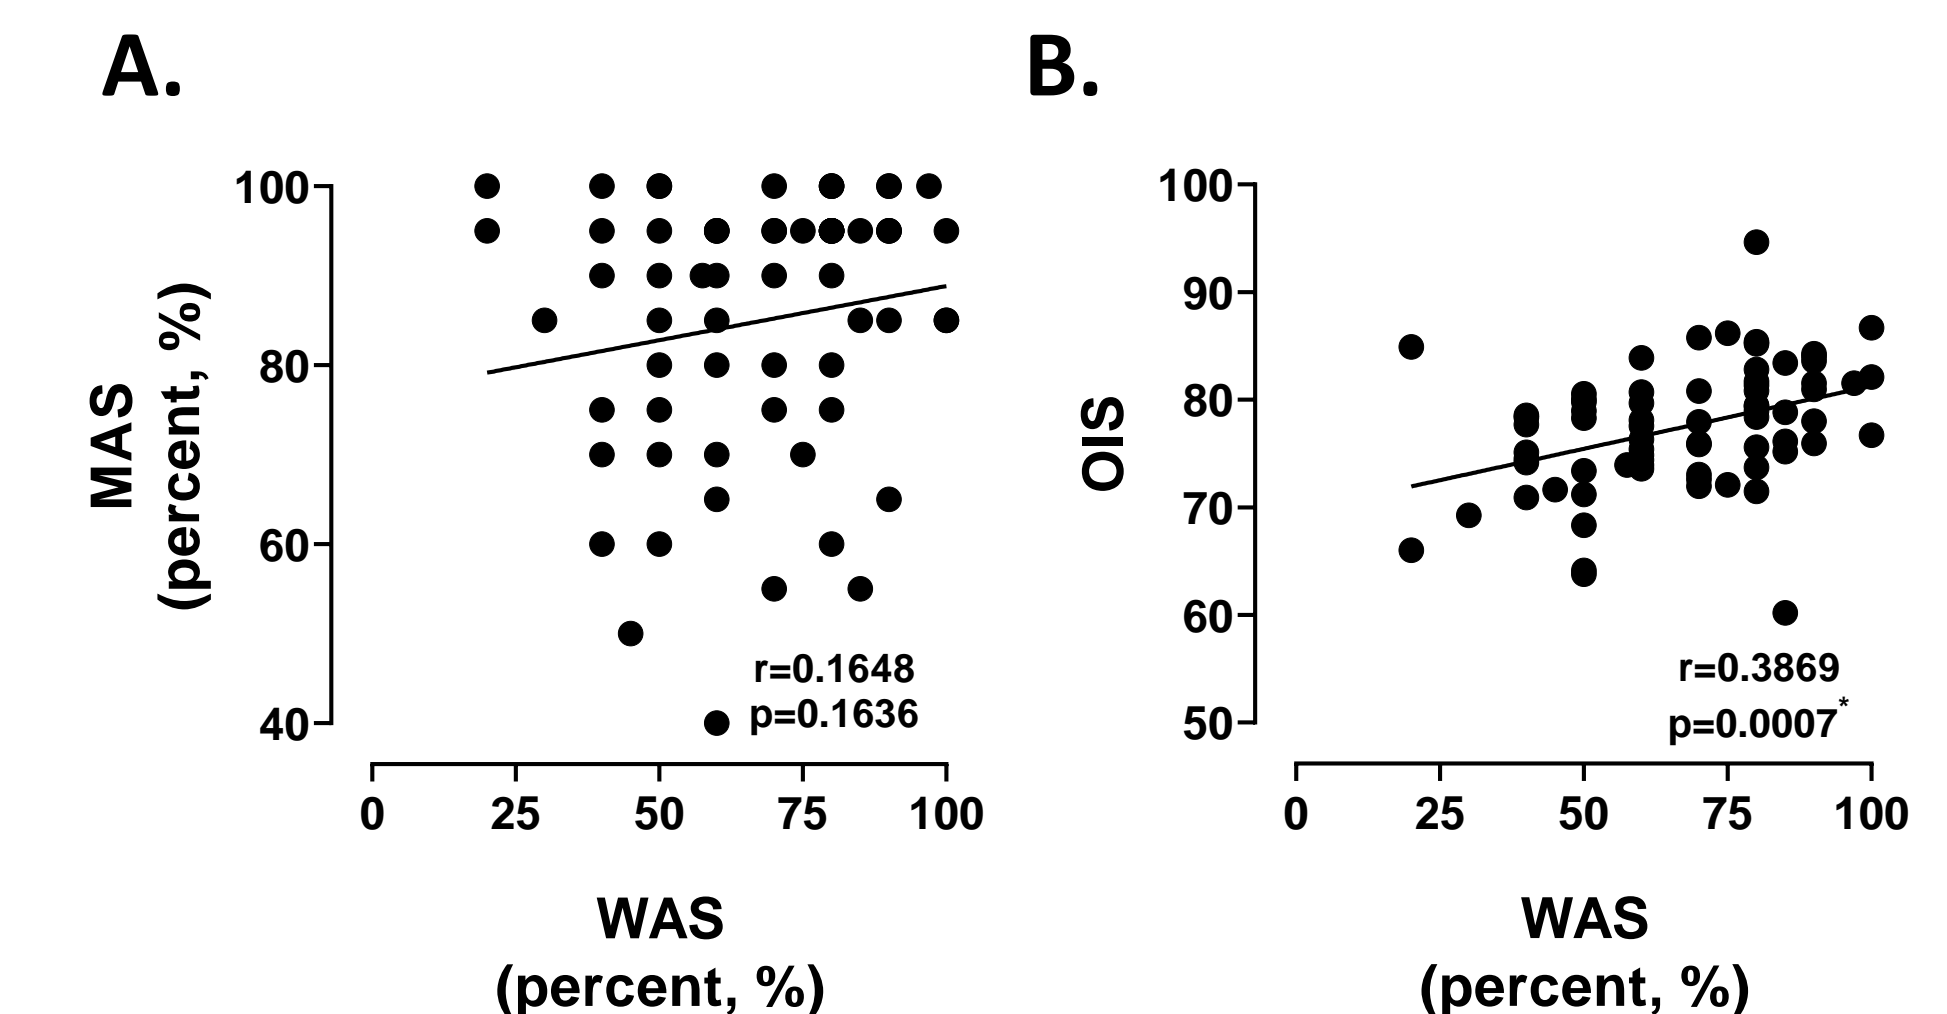 A.
B.
MAS
(percent, %)
100
80
60
40
r=0.1648
p=0.1636
0 25 50 75 100
WAS
(percent, %)
OIS
100
90
80
70
60
50
r=0.3869
p=0.0007*
0 25 50 75 100
WAS
(percent, %)